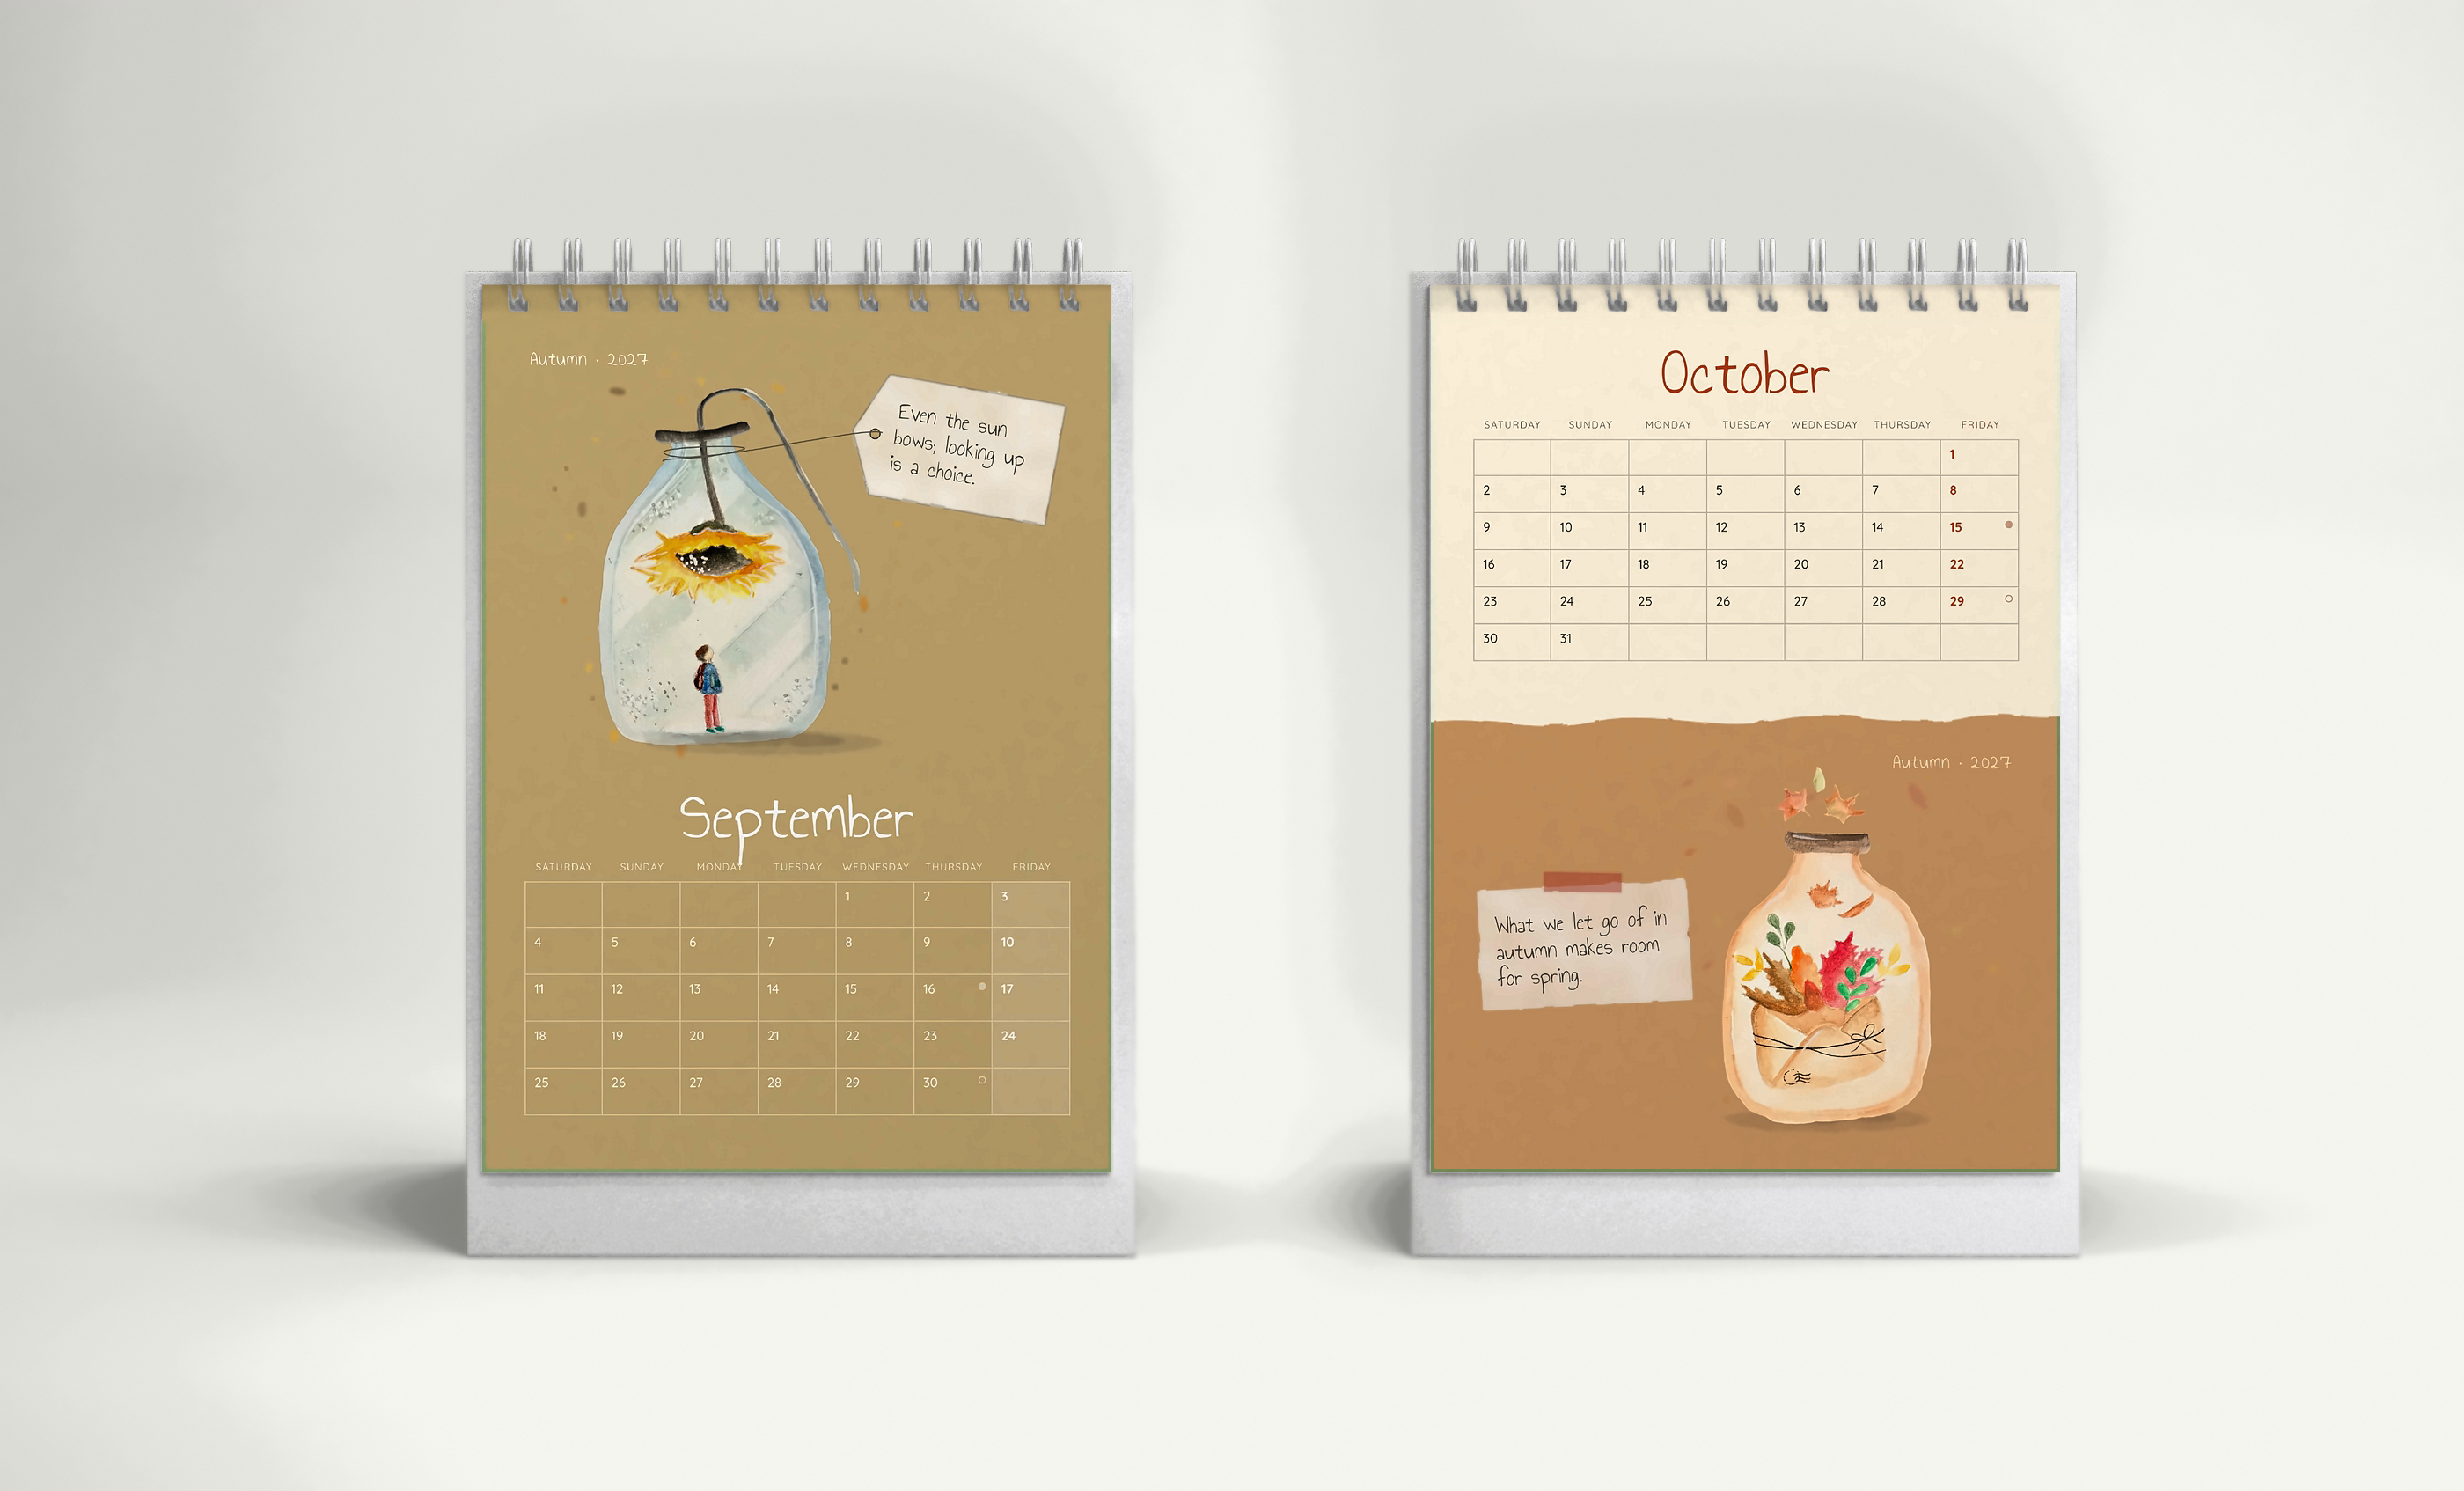 Autumn · 2027
Even the sun
bows; looking up
is a choice.
September
SATURDAY SUNDAY MONDAY TUESDAY WEDNESDAY THURSDAY FRIDAY
1 2 3
4 5 6 7 8 9 10
11 12 13 14 15 16 17
18 19 20 21 22 23 24
25 26 27 28 29 30
October
SATURDAY SUNDAY MONDAY TUESDAY WEDNESDAY THURSDAY FRIDAY
1
2 3 4 5 6 7 8
9 10 11 12 13 14 15
16 17 18 19 20 21 22
23 24 25 26 27 28 29
30 31
Autumn · 2027
What we let go of in
autumn makes room
for spring.